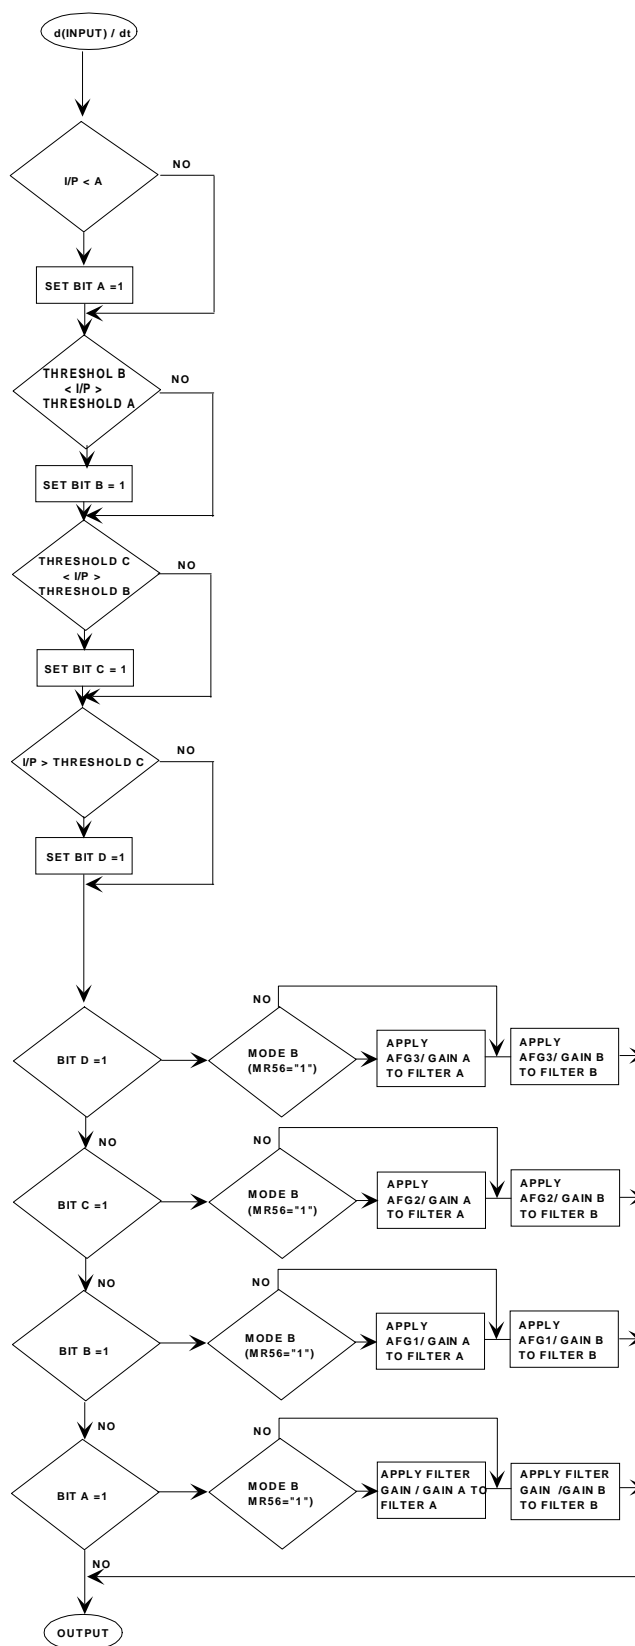 d(INPUT) / dt
NO
I/P < A
SET BIT A =1
THRESHOL B
< I/P >
THRESHOLD A
NO
SET BIT B = 1
THRESHOLD C
< I/P >
THRESHOLD B
NO
SET BIT C = 1
NO
I/P > THRESHOLD C
SET BIT D =1
NO
BIT D =1
MODE B
(MR56="1")
APPLY
AFG3/ GAIN A
TO FILTER A
APPLY
AFG3/ GAIN B
TO FILTER B
NO
NO
BIT C =1
MODE B
(MR56="1")
APPLY
AFG2/ GAIN A
TO FILTER A
APPLY
AFG2/ GAIN B
TO FILTER B
NO
NO
BIT B =1
MODE B
(MR56="1")
APPLY
AFG1/ GAIN A
TO FILTER A
APPLY
AFG1/ GAIN B
TO FILTER B
NO
NO
BIT A =1
MODE B
MR56="1")
APPLY FILTER
GAIN / GAIN A TO
FILTER A
APPLY FILTER
GAIN /GAIN B
TO FILTER B
NO
OUTPUT